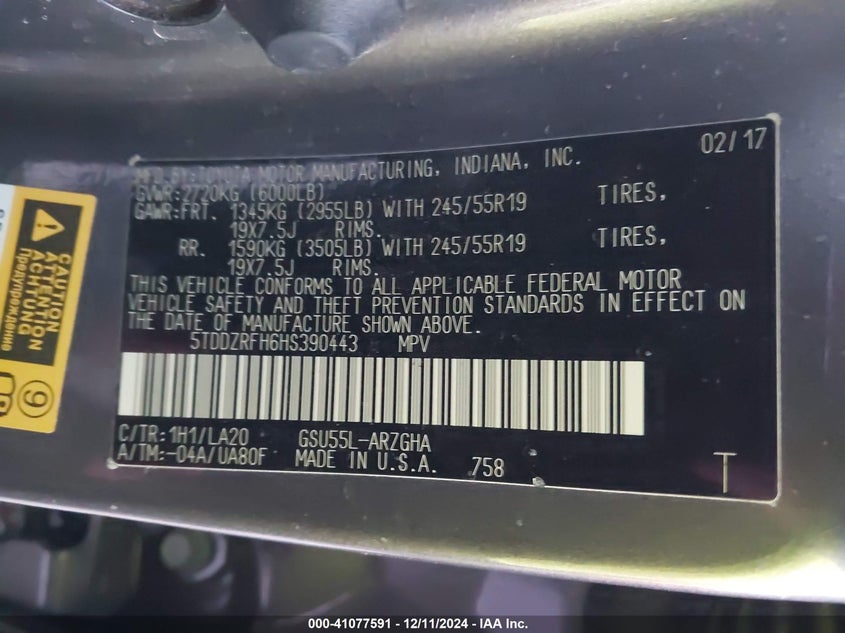 02/17
MFD.BY:TOYOTA MOTOR MANUFACTURING, INDIANA, INC.
GVWR:2720KG (6000LB)
GAWR:FRT. 1345KG (2955LB) WITH 245/55R19 TIRES,
19X7.5J RIMS.
RR. 1590KG (3505LB) WITH 245/55R19 TIRES,
19X7.5J RIMS.
THIS VEHICLE CONFORMS TO ALL APPLICABLE FEDERAL MOTOR
VEHICLE SAFETY AND THEFT PREVENTION STANDARDS IN EFFECT ON
THE DATE OF MANUFACTURE SHOWN ABOVE.
5TDDZRFH6HS390443 MPV
C/TR:1H1/LA20 GSU55L-ARZGHA
A/TM:-04A/UA80F MADE IN U.S.A. 758 T
CAUTION
ATTENTION
ACHTUNG
Предупреждение
9
000-41077591 - 12/11/2024 - IAA Inc.